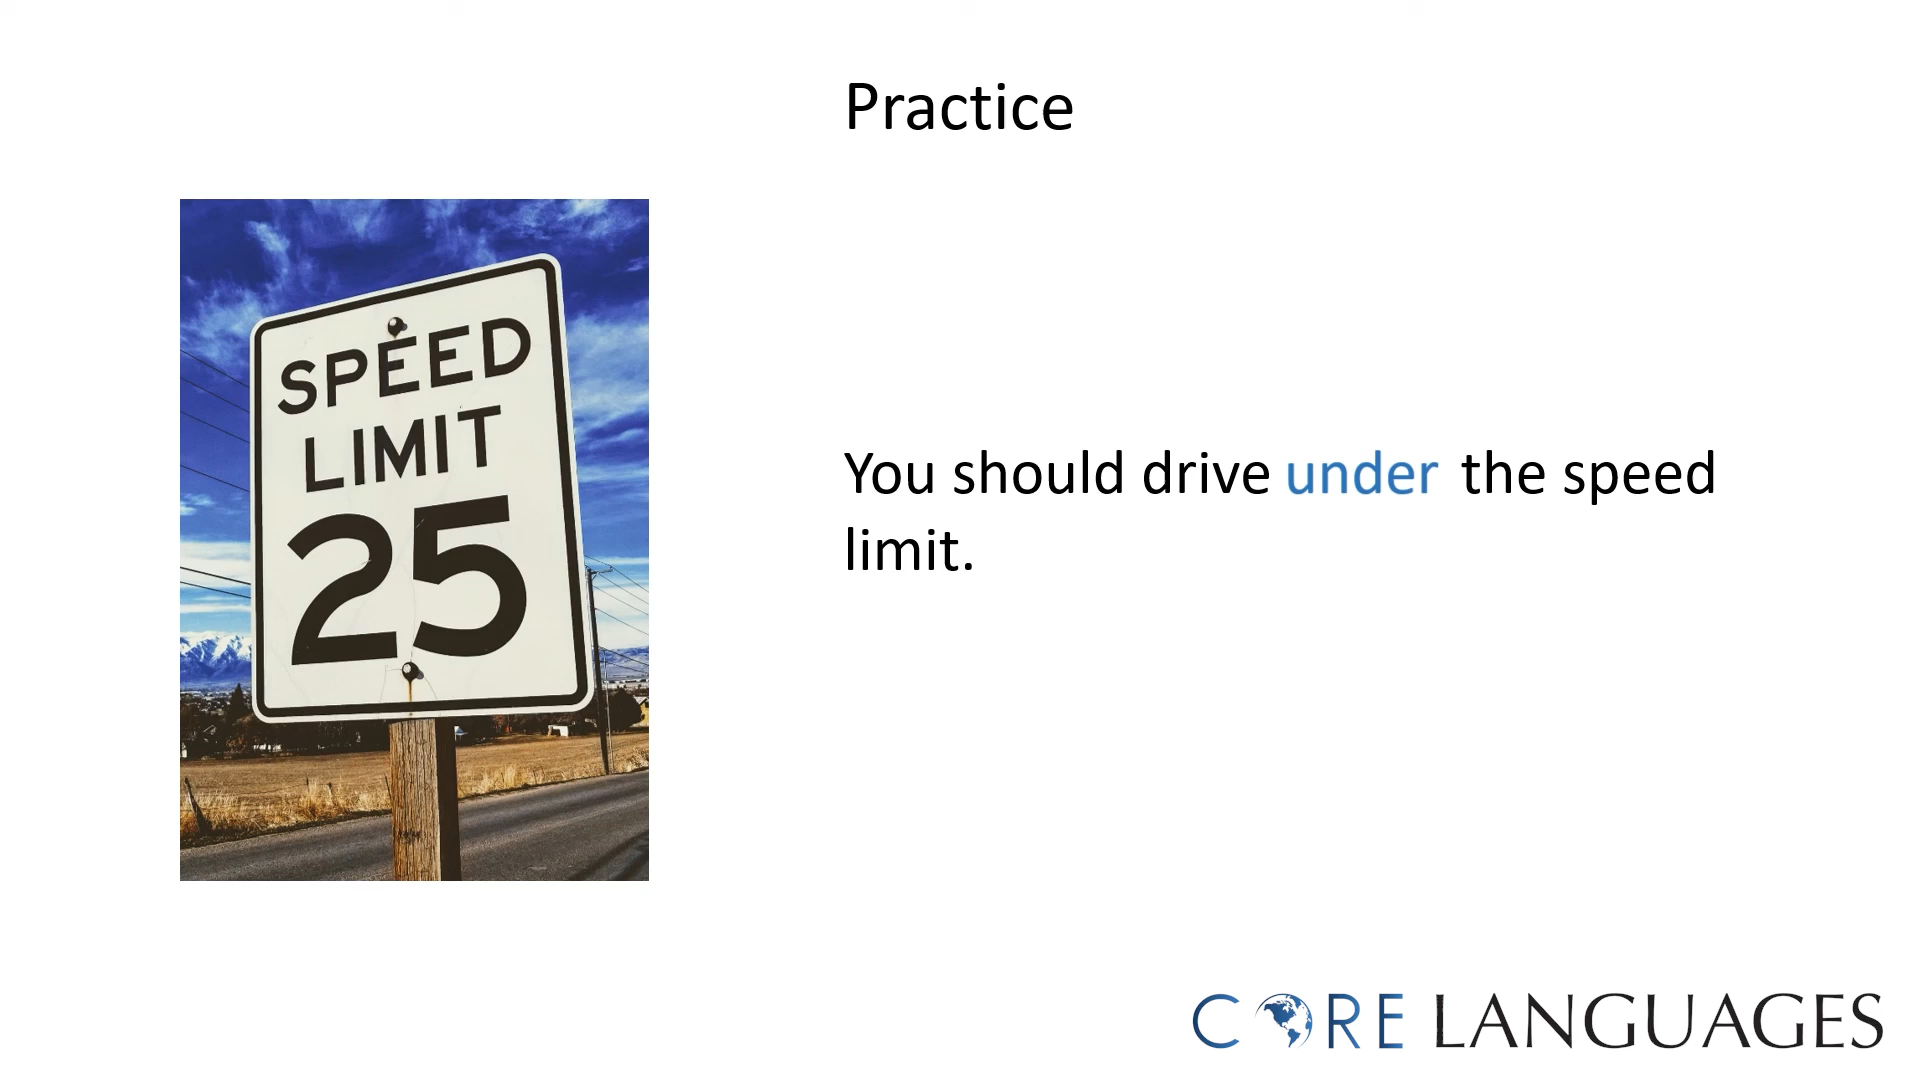 Practice
SPEED
LIMIT
25
You should drive under the speed
limit.
CORE LANGUAGES